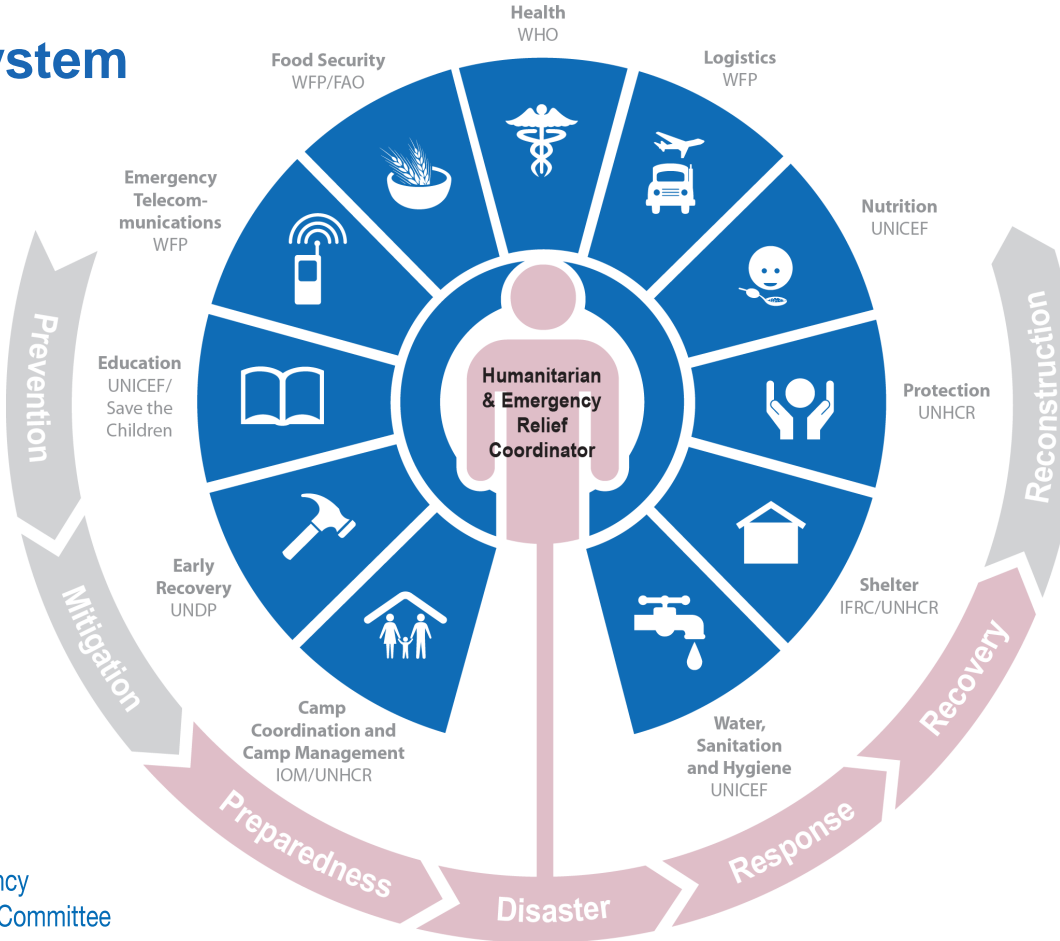 ystem
Health
WHO
Food Security
WFP/FAO
Logistics
WFP
Emergency
Telecom-
munications
WFP
Nutrition
UNICEF
Education
UNICEF/
Save the
Children
Protection
UNHCR
Humanitarian
& Emergency
Relief
Coordinator
Early
Recovery
UNDP
Shelter
IFRC/UNHCR
Camp
Coordination and
Camp Management
IOM/UNHCR
Water,
Sanitation
and Hygiene
UNICEF
Prevention
Mitigation
Preparedness
Disaster
Response
Recovery
Reconstruction
ncy
Committee